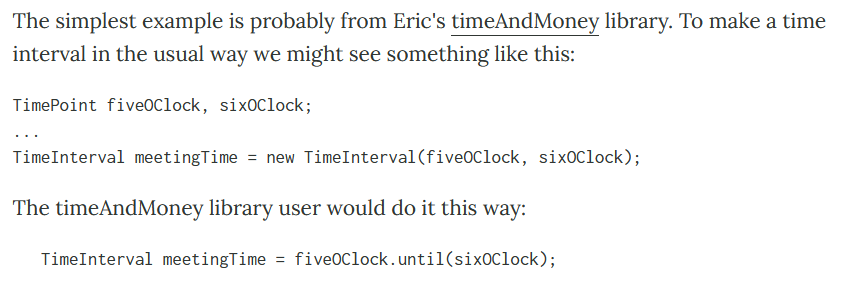 The simplest example is probably from Eric's timeAndMoney library. To make a time
interval in the usual way we might see something like this:
TimePoint fiveOClock, sixOClock;
...
TimeInterval meetingTime = new TimeInterval(fiveOClock, sixOClock);
The timeAndMoney library user would do it this way:
TimeInterval meetingTime = fiveOClock.until(sixOClock);